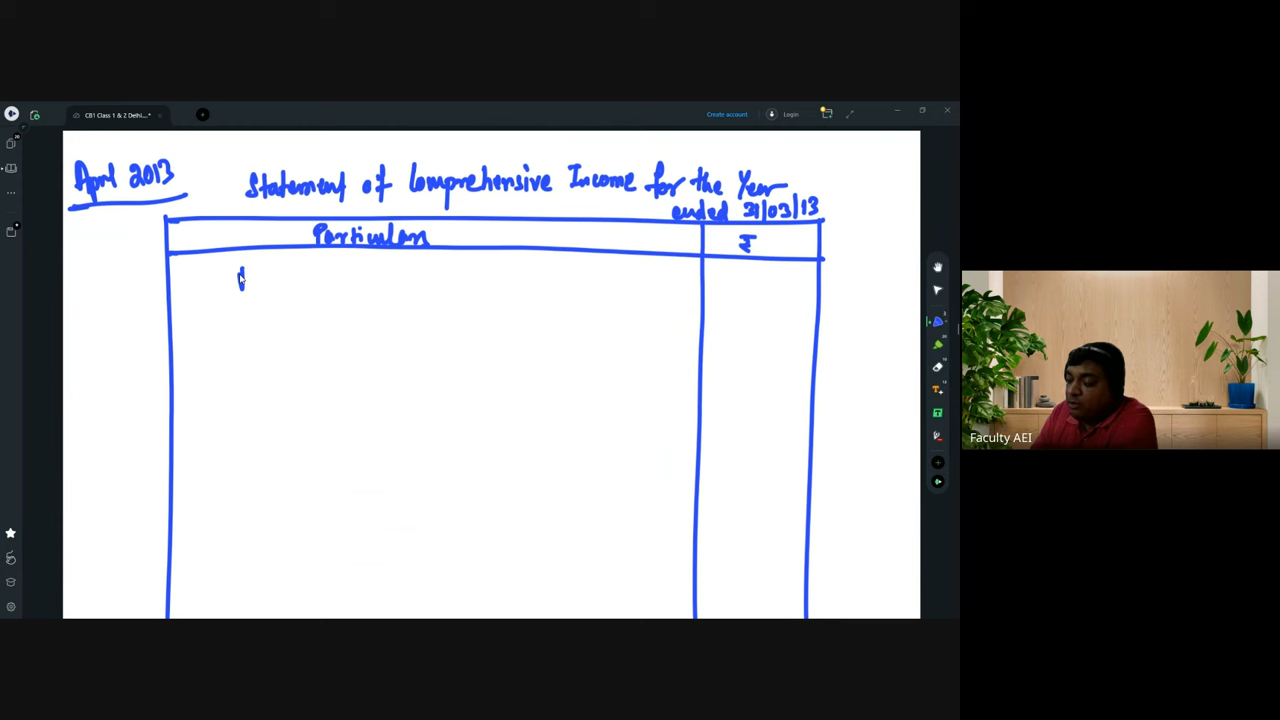 CB1 Class 1 & 2 Delhi...*
Create account
Login
April 2013
Statement of Comprehensive Income for the Year
ended 31/03/13
Particulars
₹
Faculty AEI